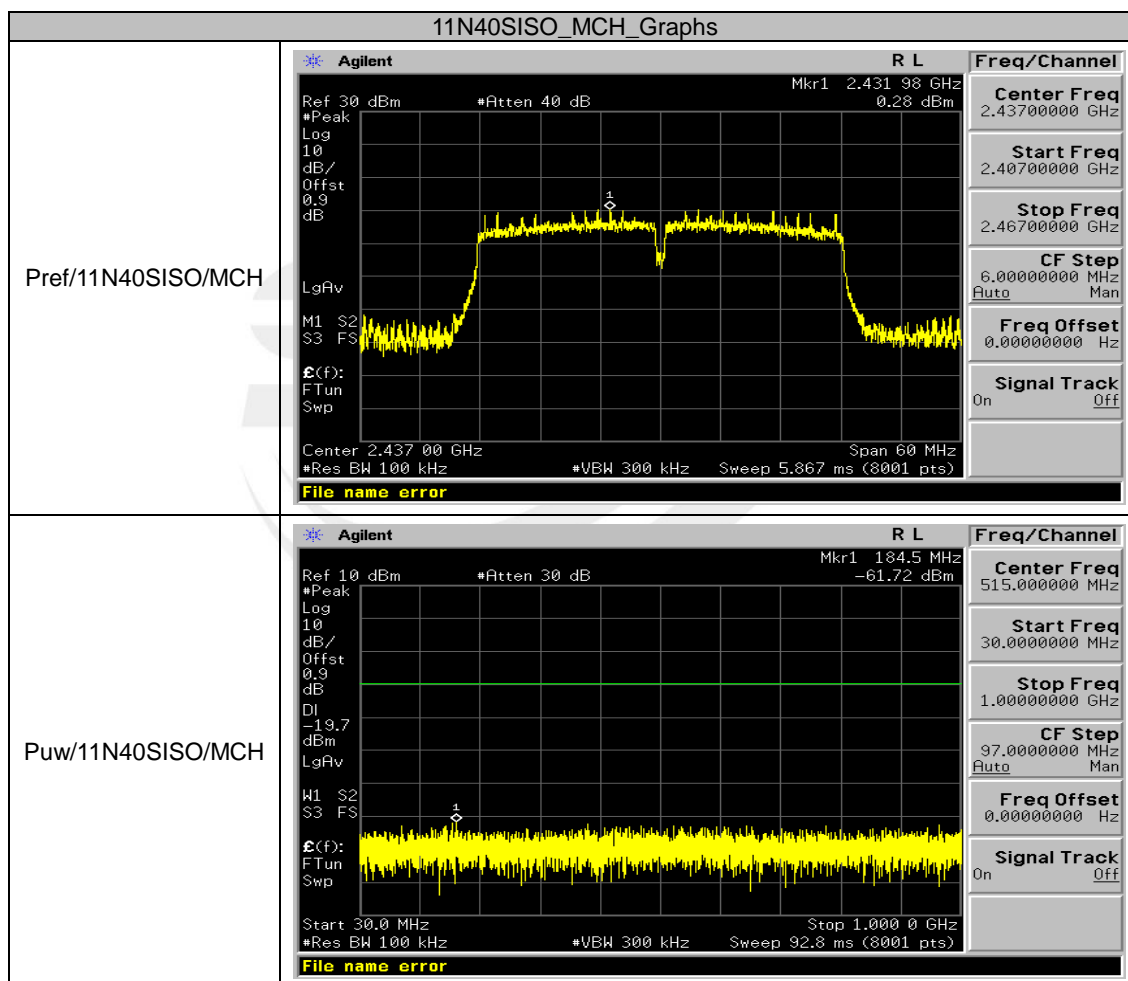 11N40SISO_MCH_Graphs
Pref/11N40SISO/MCH
Agilent R L
Mkr1 2.431 98 GHz
Ref 30 dBm #Atten 40 dB 0.28 dBm
#Peak
Log
10
dB/
Offst
0.9
dB
1
LgAv
M1 S2
S3 FS
£(f):
FTun
Swp
Center 2.437 00 GHz Span 60 MHz
#Res BW 100 kHz #VBW 300 kHz Sweep 5.867 ms (8001 pts)
File name error
Freq/Channel
Center Freq
2.43700000 GHz
Start Freq
2.40700000 GHz
Stop Freq
2.46700000 GHz
CF Step
6.00000000 MHz
Auto Man
Freq Offset
0.00000000 Hz
Signal Track
On Off
Puw/11N40SISO/MCH
Agilent R L
Mkr1 184.5 MHz
Ref 10 dBm #Atten 30 dB -61.72 dBm
#Peak
Log
10
dB/
Offst
0.9
dB
DI
-19.7
dBm
LgAv
1
W1 S2
S3 FS
£(f):
FTun
Swp
Start 30.0 MHz Stop 1.000 0 GHz
#Res BW 100 kHz #VBW 300 kHz Sweep 92.8 ms (8001 pts)
File name error
Freq/Channel
Center Freq
515.000000 MHz
Start Freq
30.0000000 MHz
Stop Freq
1.00000000 GHz
CF Step
97.0000000 MHz
Auto Man
Freq Offset
0.00000000 Hz
Signal Track
On Off